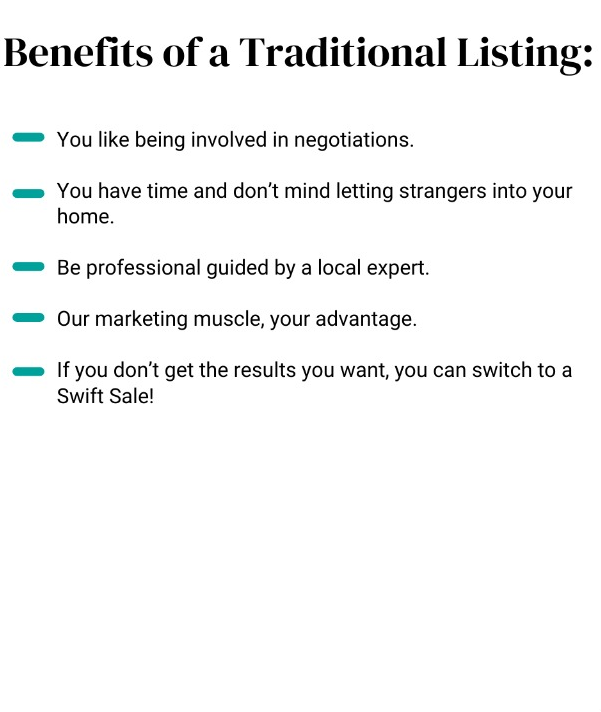 Benefits of a Traditional Listing:
You like being involved in negotiations.
You have time and don’t mind letting strangers into your
home.
Be professional guided by a local expert.
Our marketing muscle, your advantage.
If you don’t get the results you want, you can switch to a
Swift Sale!